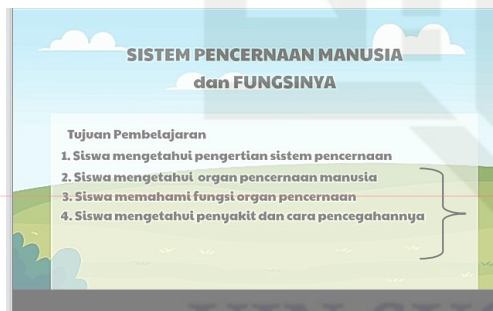 SISTEM PENCERNAAN MANUSIA
dan FUNGSINYA
Tujuan Pembelajaran
1. Siswa mengetahui pengertian sistem pencernaan
2. Siswa mengetahui organ pencernaan manusia
3. Siswa memahami fungsi organ pencernaan
4. Siswa mengetahui penyakit dan cara pencegahannya